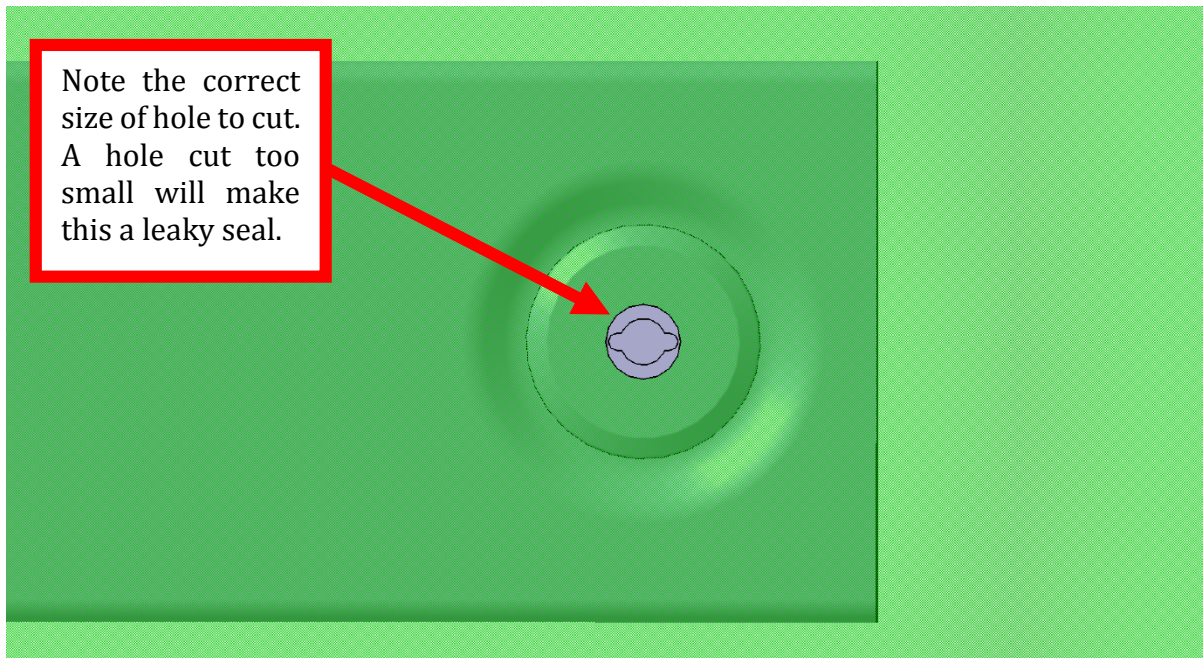 Note the correct
size of hole to cut.
A hole cut too
small will make
this a leaky seal.